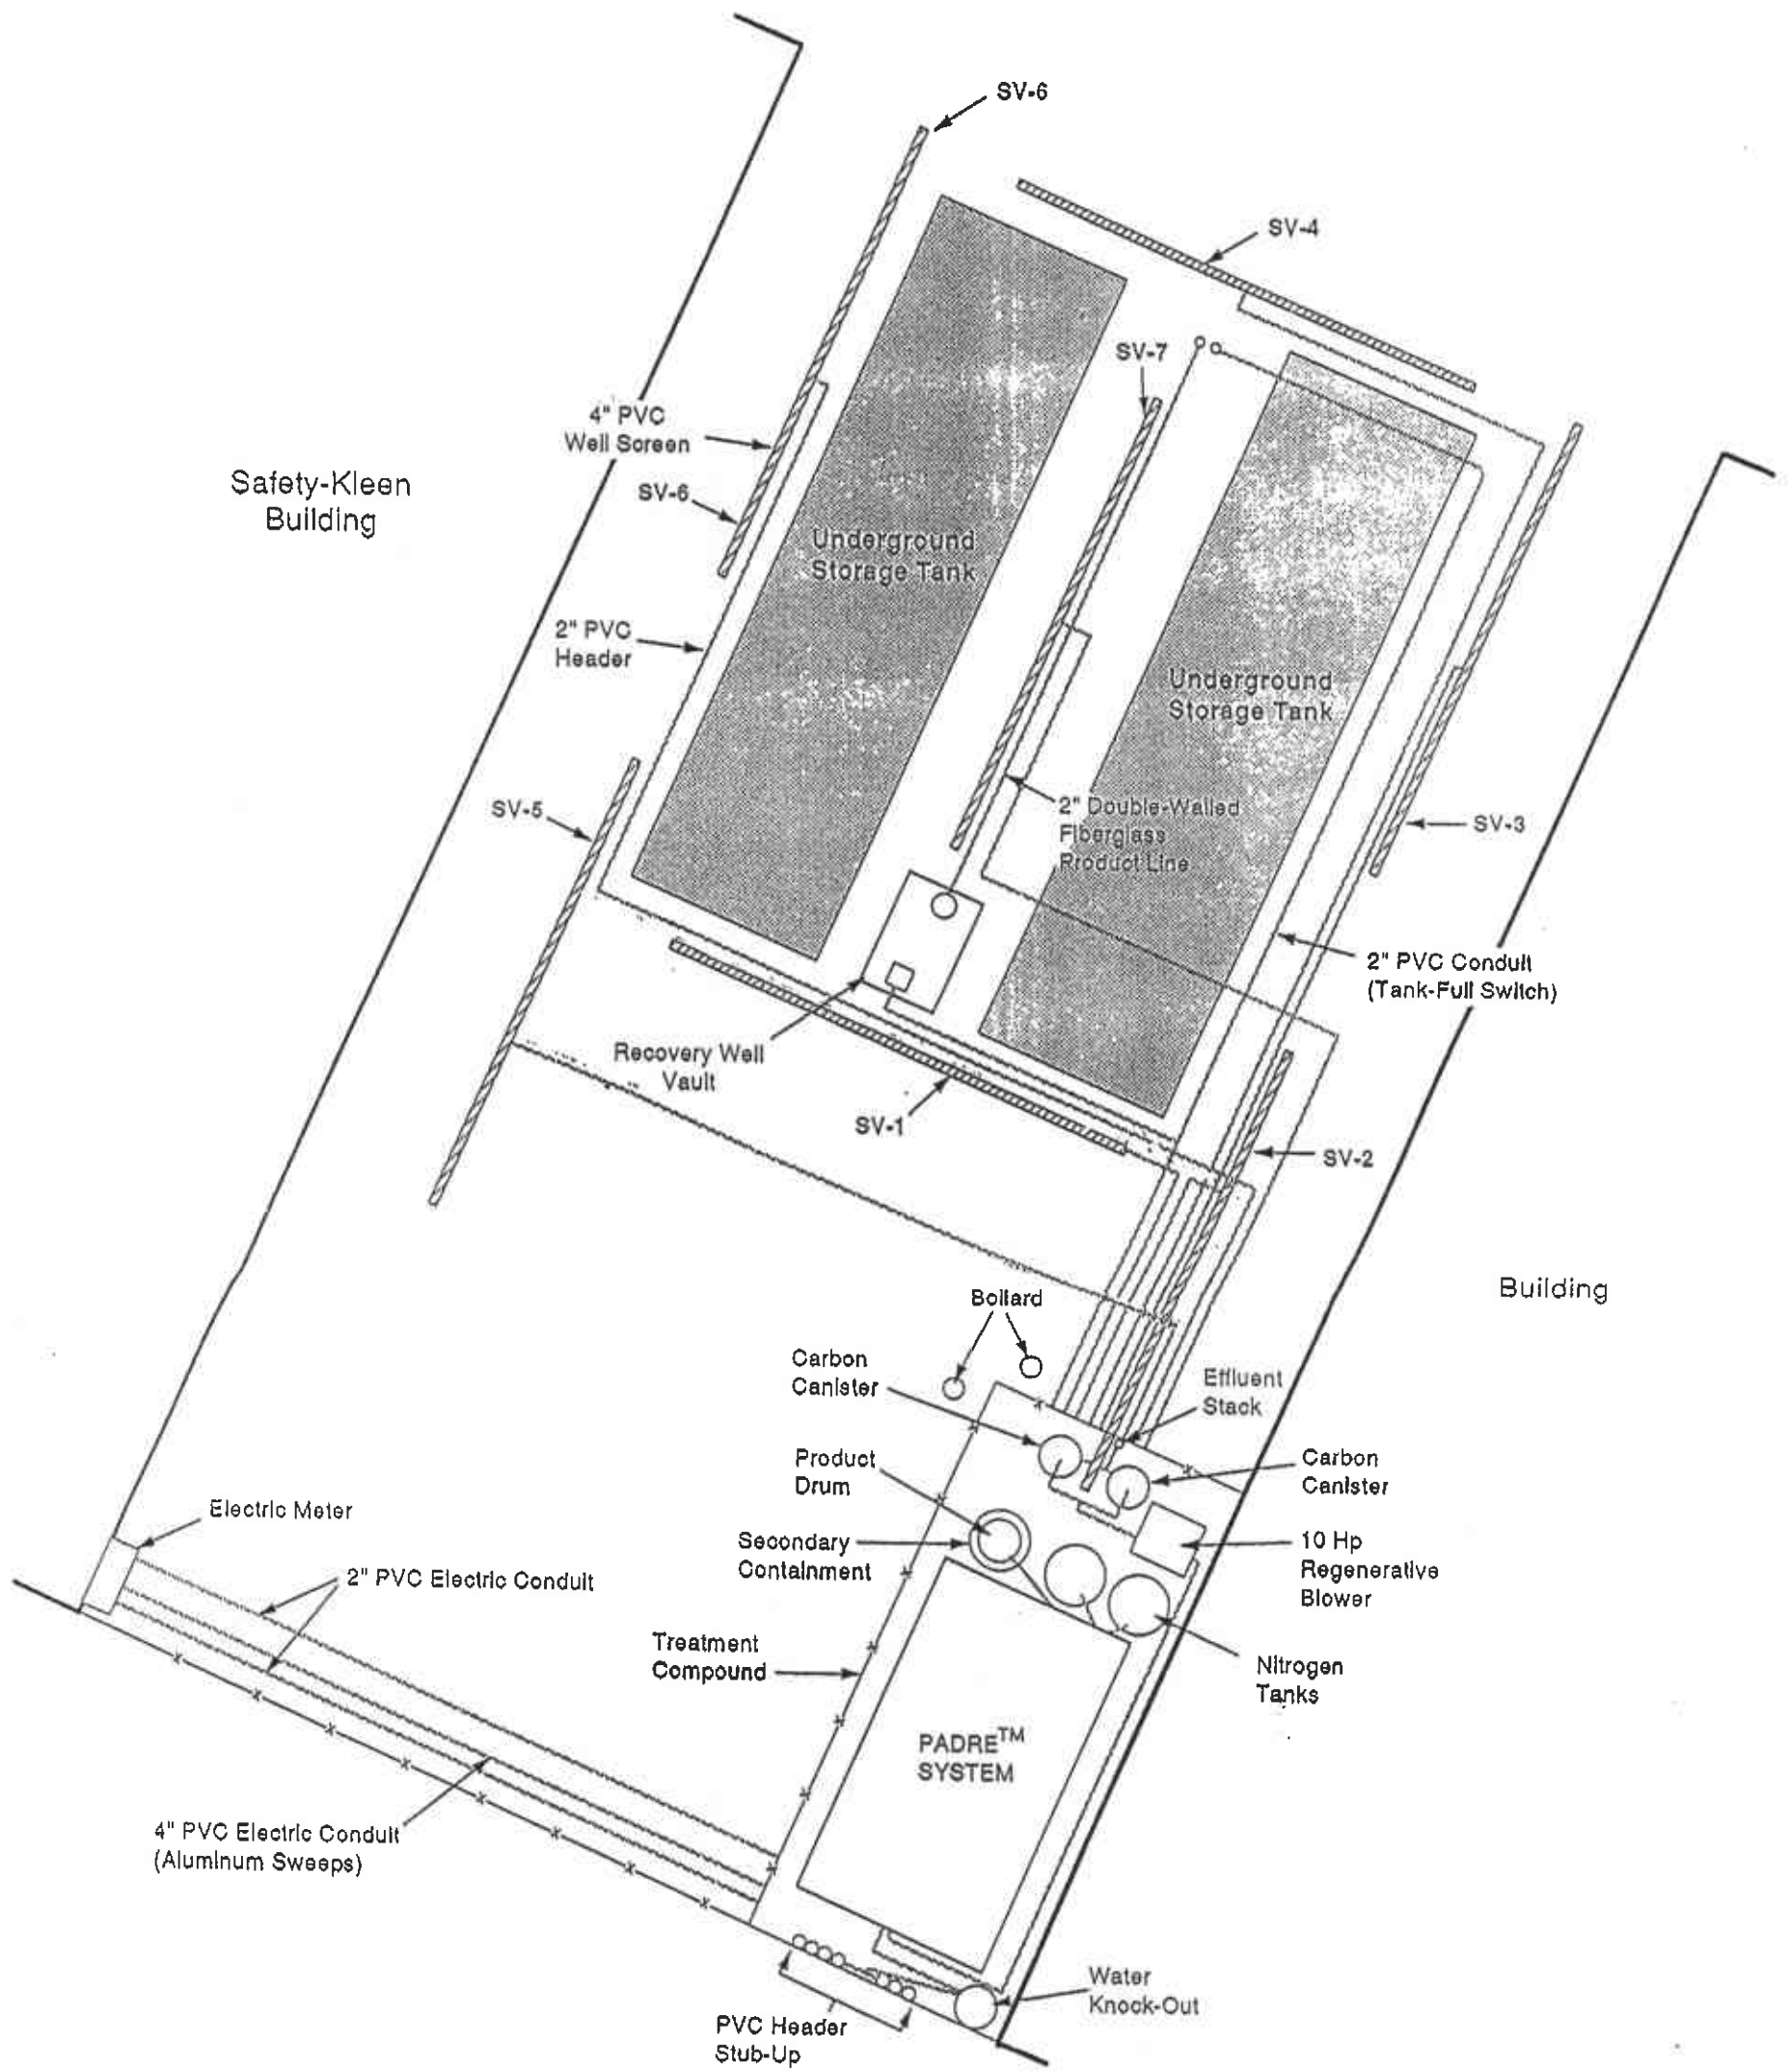 SV-6
SV-4
SV-7
4" PVC
Well Screen
SV-6
Safety-Kleen
Building
Underground
Storage Tank
2" PVC
Header
Underground
Storage Tank
SV-5
2" Double-Walled
Fiberglass
Product Line
SV-3
2" PVC Conduit
(Tank-Full Switch)
Recovery Well
Vault
SV-1
SV-2
Building
Bollard
Carbon
Canister
Effluent
Stack
Product
Drum
Carbon
Canister
Electric Meter
Secondary
Containment
10 Hp
Regenerative
Blower
2" PVC Electric Conduit
Treatment
Compound
Nitrogen
Tanks
PADRE™
SYSTEM
4" PVC Electric Conduit
(Aluminum Sweeps)
Water
Knock-Out
PVC Header
Stub-Up